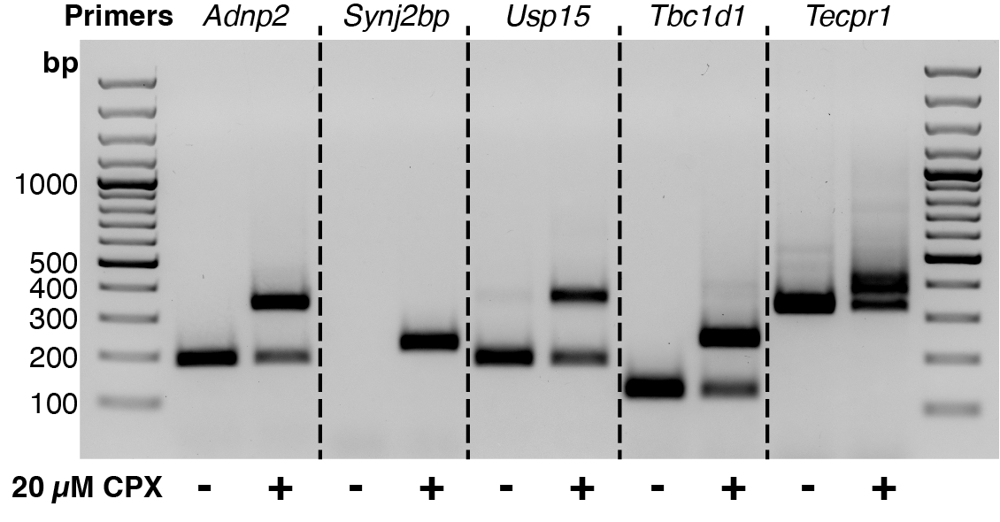 Primers Adnp2 Synj2bp Usp15 Tbc1d1 Tecpr1
bp
1000
500
400
300
200
100
20 µM CPX - + - + - + - + - +